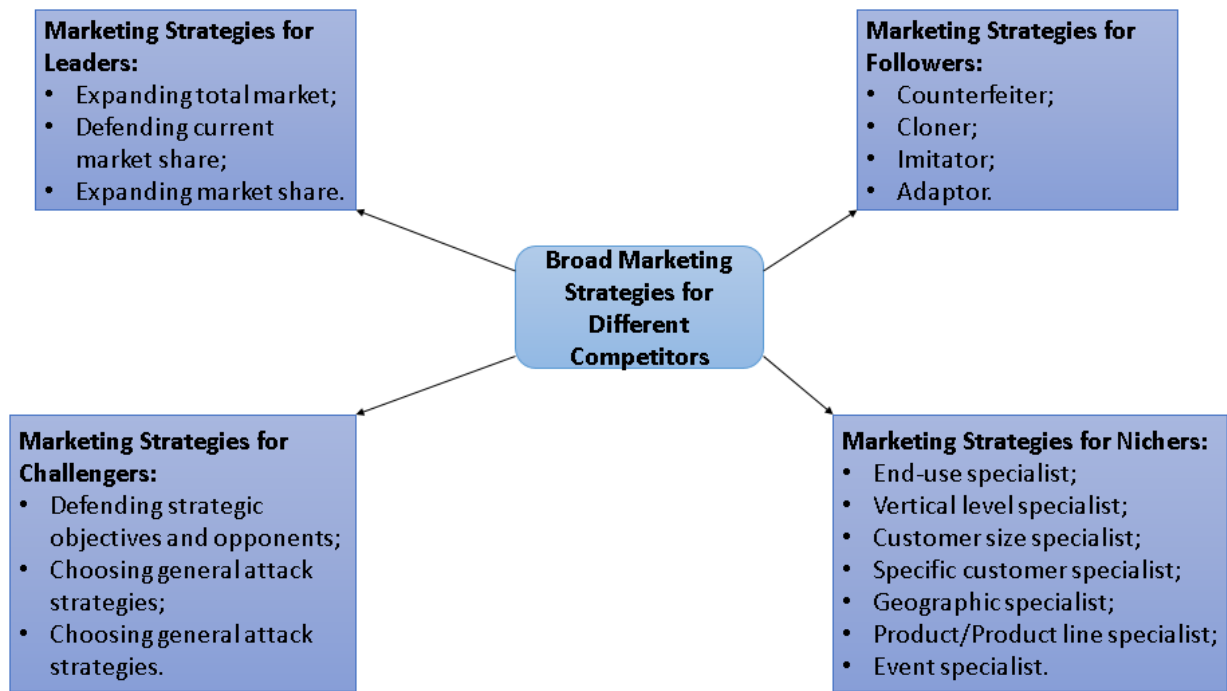 Marketing Strategies for
Leaders:
• Expanding total market;
• Defending current
market share;
• Expanding market share.
Marketing Strategies for
Followers:
• Counterfeiter;
• Cloner;
• Imitator;
• Adaptor.
Broad Marketing
Strategies for
Different
Competitors
Marketing Strategies for
Challengers:
• Defending strategic
objectives and opponents;
• Choosing general attack
strategies;
• Choosing general attack
strategies.
Marketing Strategies for Nichers:
• End-use specialist;
• Vertical level specialist;
• Customer size specialist;
• Specific customer specialist;
• Geographic specialist;
• Product/Product line specialist;
• Event specialist.